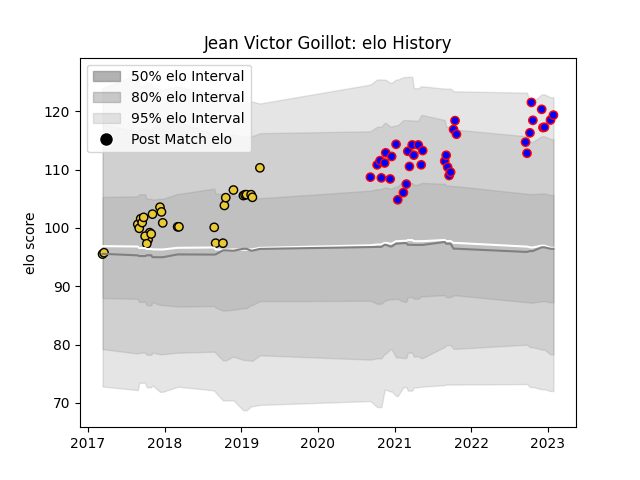 Jean Victor Goillot: elo History
50% elo Interval
80% elo Interval
95% elo Interval
Post Match elo
elo score
120
110
100
90
80
70
2017 2018 2019 2020 2021 2022 2023